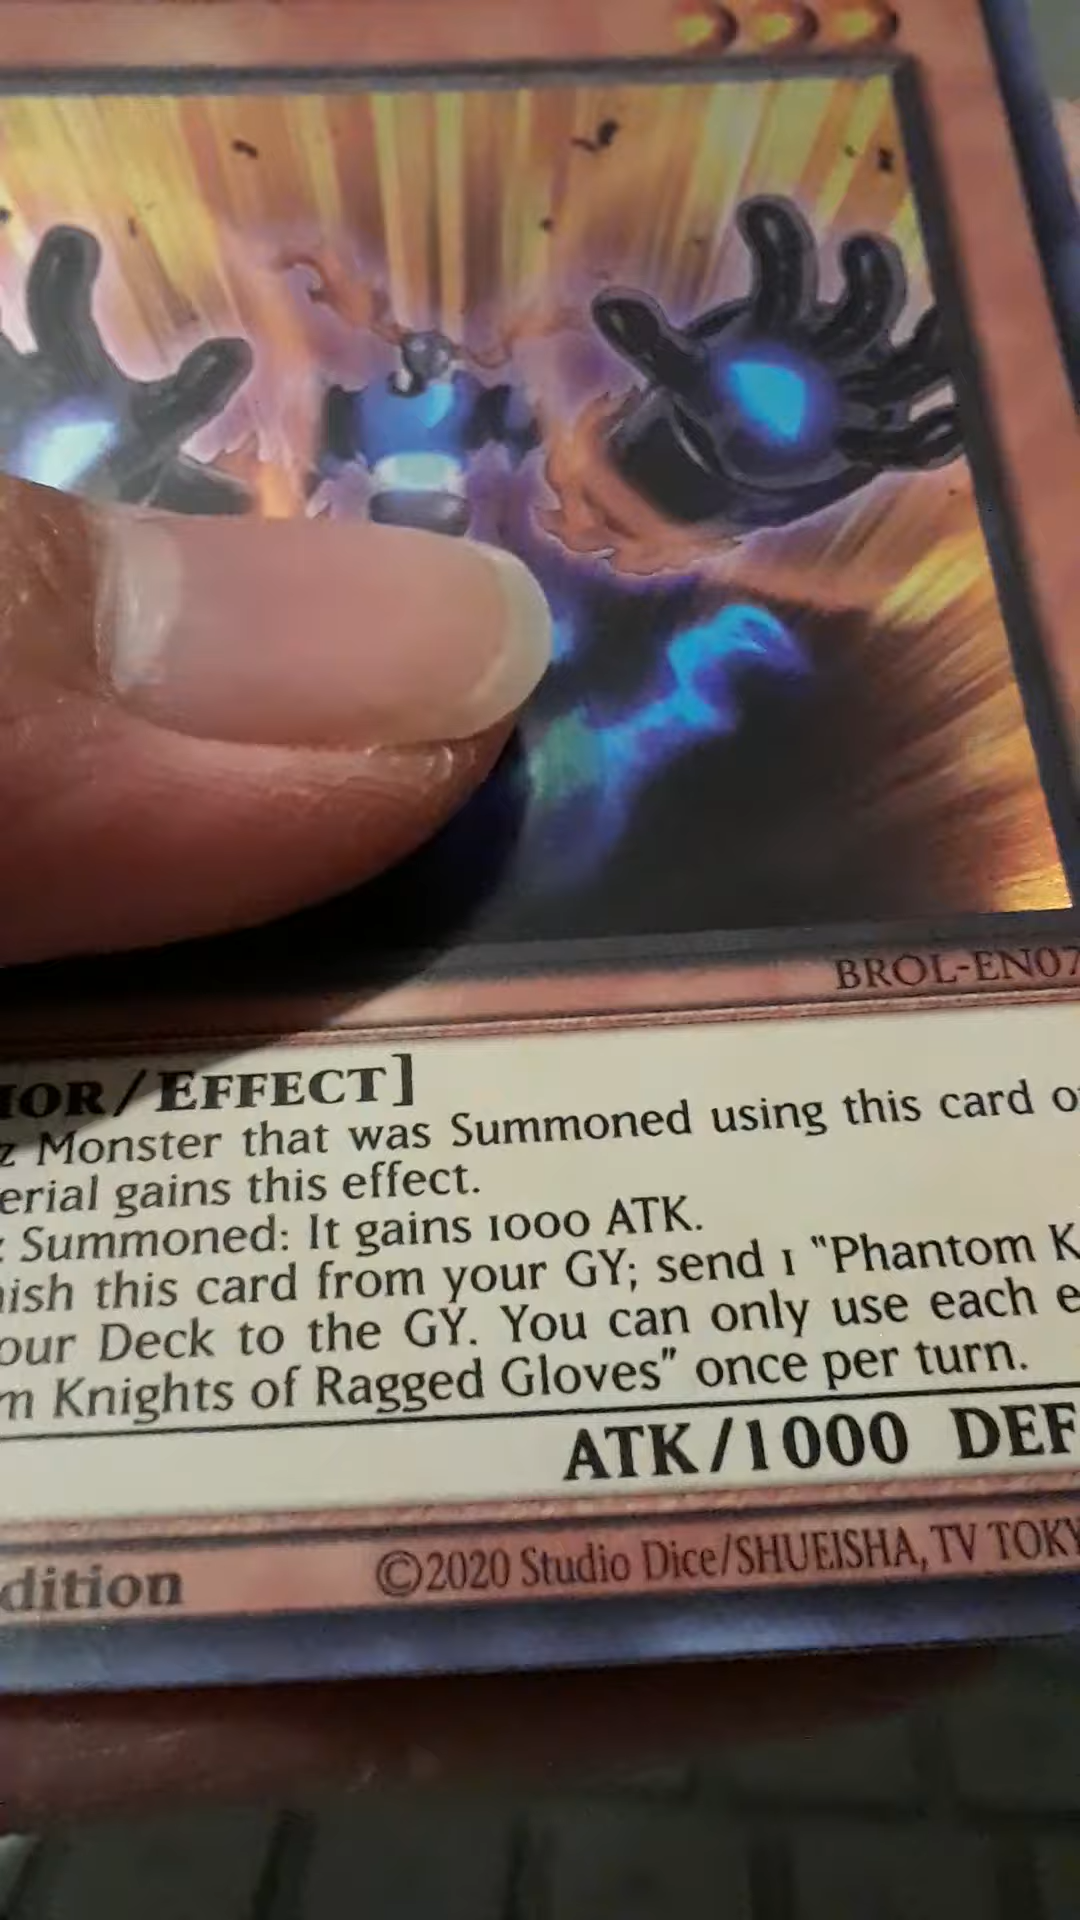 BROL-EN07
IOR/EFFECT]
z Monster that was Summoned using this card o
erial gains this effect.
: Summoned: It gains 1000 ATK.
nish this card from your GY; send 1 "Phantom K
our Deck to the GY. You can only use each e
m Knights of Ragged Gloves" once per turn.
ATK/1000 DEF
dition ©2020 Studio Dice/SHUEISHA, TV TOKY